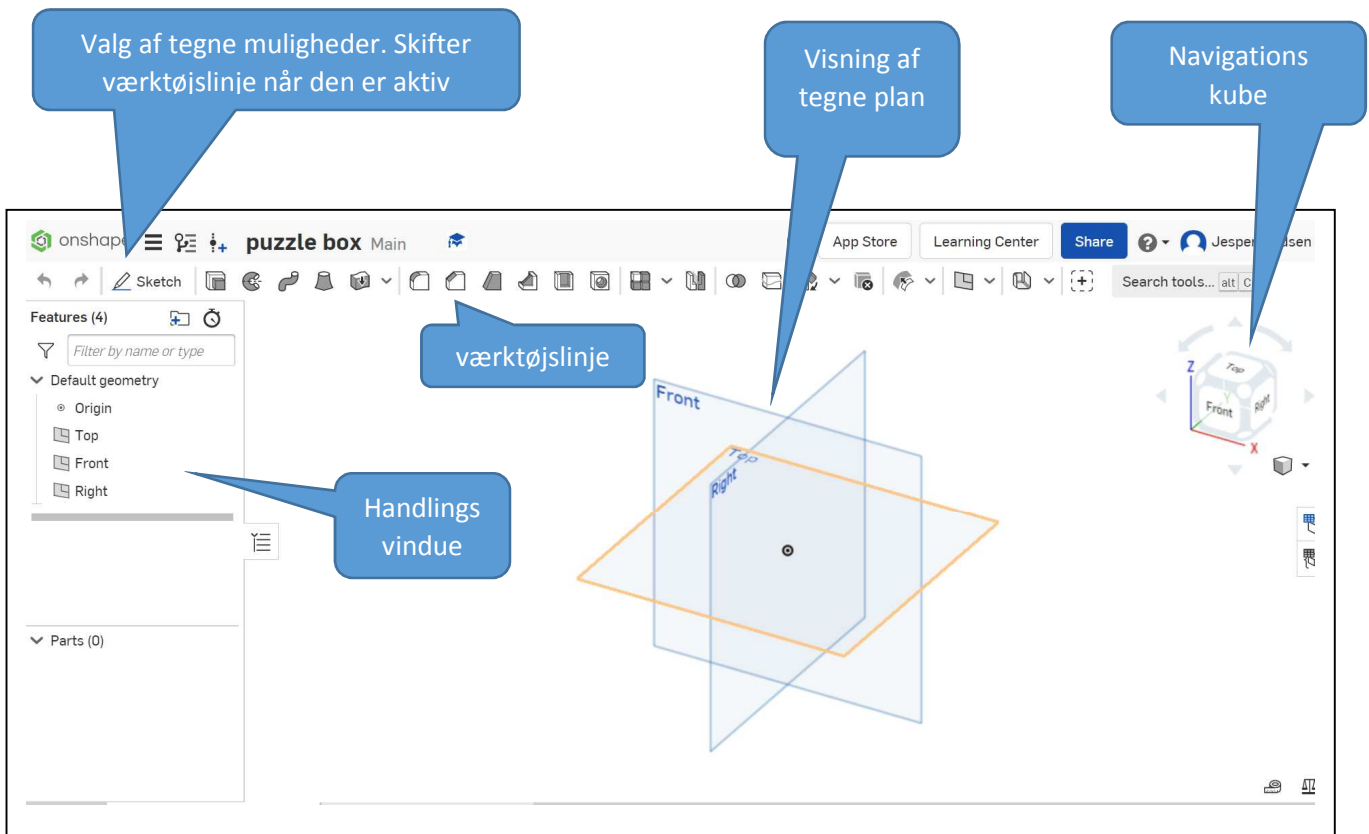 Valg af tegne muligheder. Skifter
værktøjslinje når den er aktiv
Visning af
tegne plan
Navigations
kube
onshape puzzle box Main App Store Learning Center Share Jesper
Sketch Search tools... alt C
Features (4)
Filter by name or type
værktøjslinje
Default geometry
Origin
Top
Front
Right
Handlings
vindue
Parts (0)
Front
Top
Right
Z
Top
Y
Front Right
X